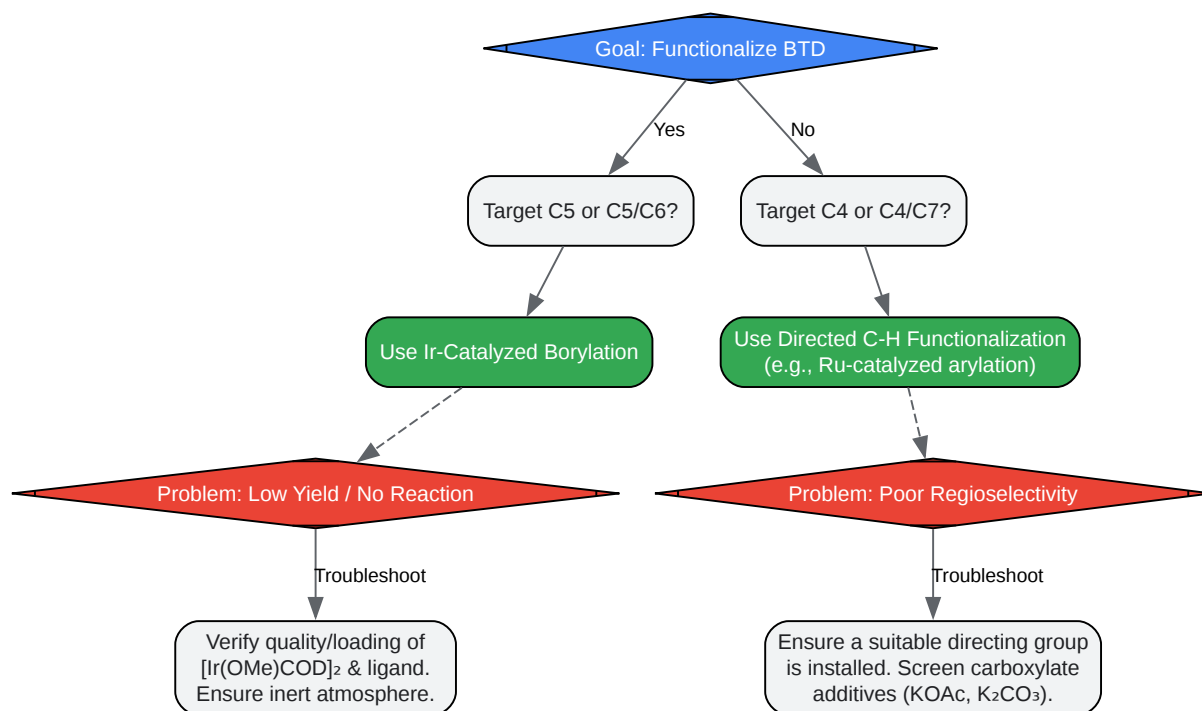 Goal: Functionalize BTD
Yes
No
Target C5 or C5/C6?
Target C4 or C4/C7?
Use Ir-Catalyzed Borylation
Use Directed C-H Functionalization
(e.g., Ru-catalyzed arylation)
Problem: Low Yield / No Reaction
Problem: Poor Regioselectivity
Troubleshoot
Troubleshoot
Verify quality/loading of
[Ir(OMe)COD]₂ & ligand.
Ensure inert atmosphere.
Ensure a suitable directing group
is installed. Screen carboxylate
additives (KOAc, K₂CO₃).